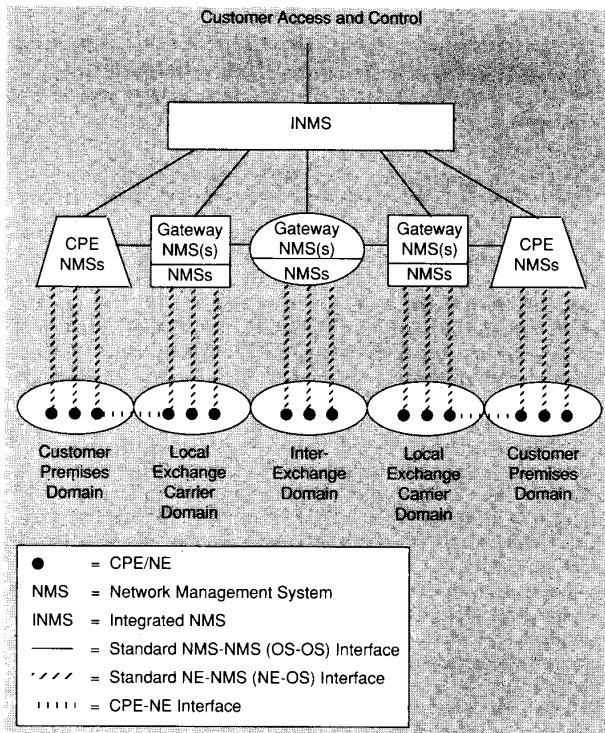 Customer Access and Control
INMS
CPE
NMSs
Gateway
NMS(s)
NMSs
Gateway
NMS(s)
NMSs
Gateway
NMS(s)
NMSs
CPE
NMSs
Customer
Premises
Domain
Local
Exchange
Carrier
Domain
Inter-
Exchange
Domain
Local
Exchange
Carrier
Domain
Customer
Premises
Domain
= CPE/NE
NMS = Network Management System
INMS = Integrated NMS
= Standard NMS-NMS (OS-OS) Interface
= Standard NE-NMS (NE-OS) Interface
= CPE-NE Interface